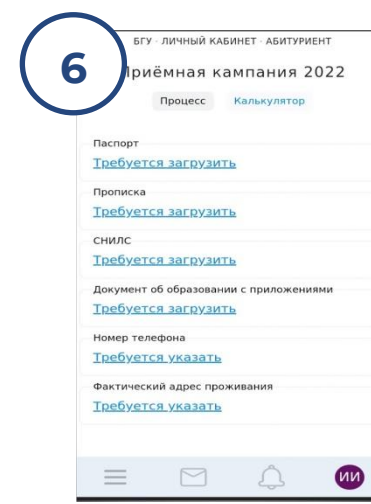 6
БГУ · ЛИЧНЫЙ КАБИНЕТ · АБИТУРИЕНТ
Приёмная кампания 2022
Процесс Калькулятор
Паспорт
Требуется загрузить
Прописка
Требуется загрузить
СНИЛС
Требуется загрузить
Документ об образовании с приложениями
Требуется загрузить
Номер телефона
Требуется указать
Фактический адрес проживания
Требуется указать
ИИ